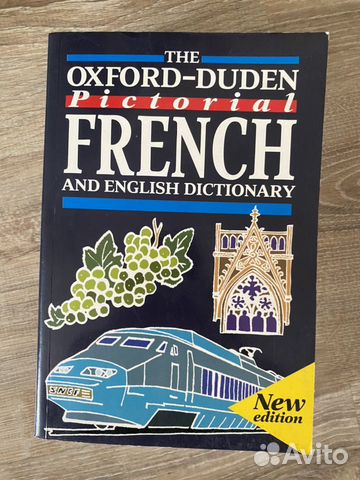 THE
OXFORD-DUDEN
Pictorial
FRENCH
AND ENGLISH DICTIONARY
New
edition
Avito